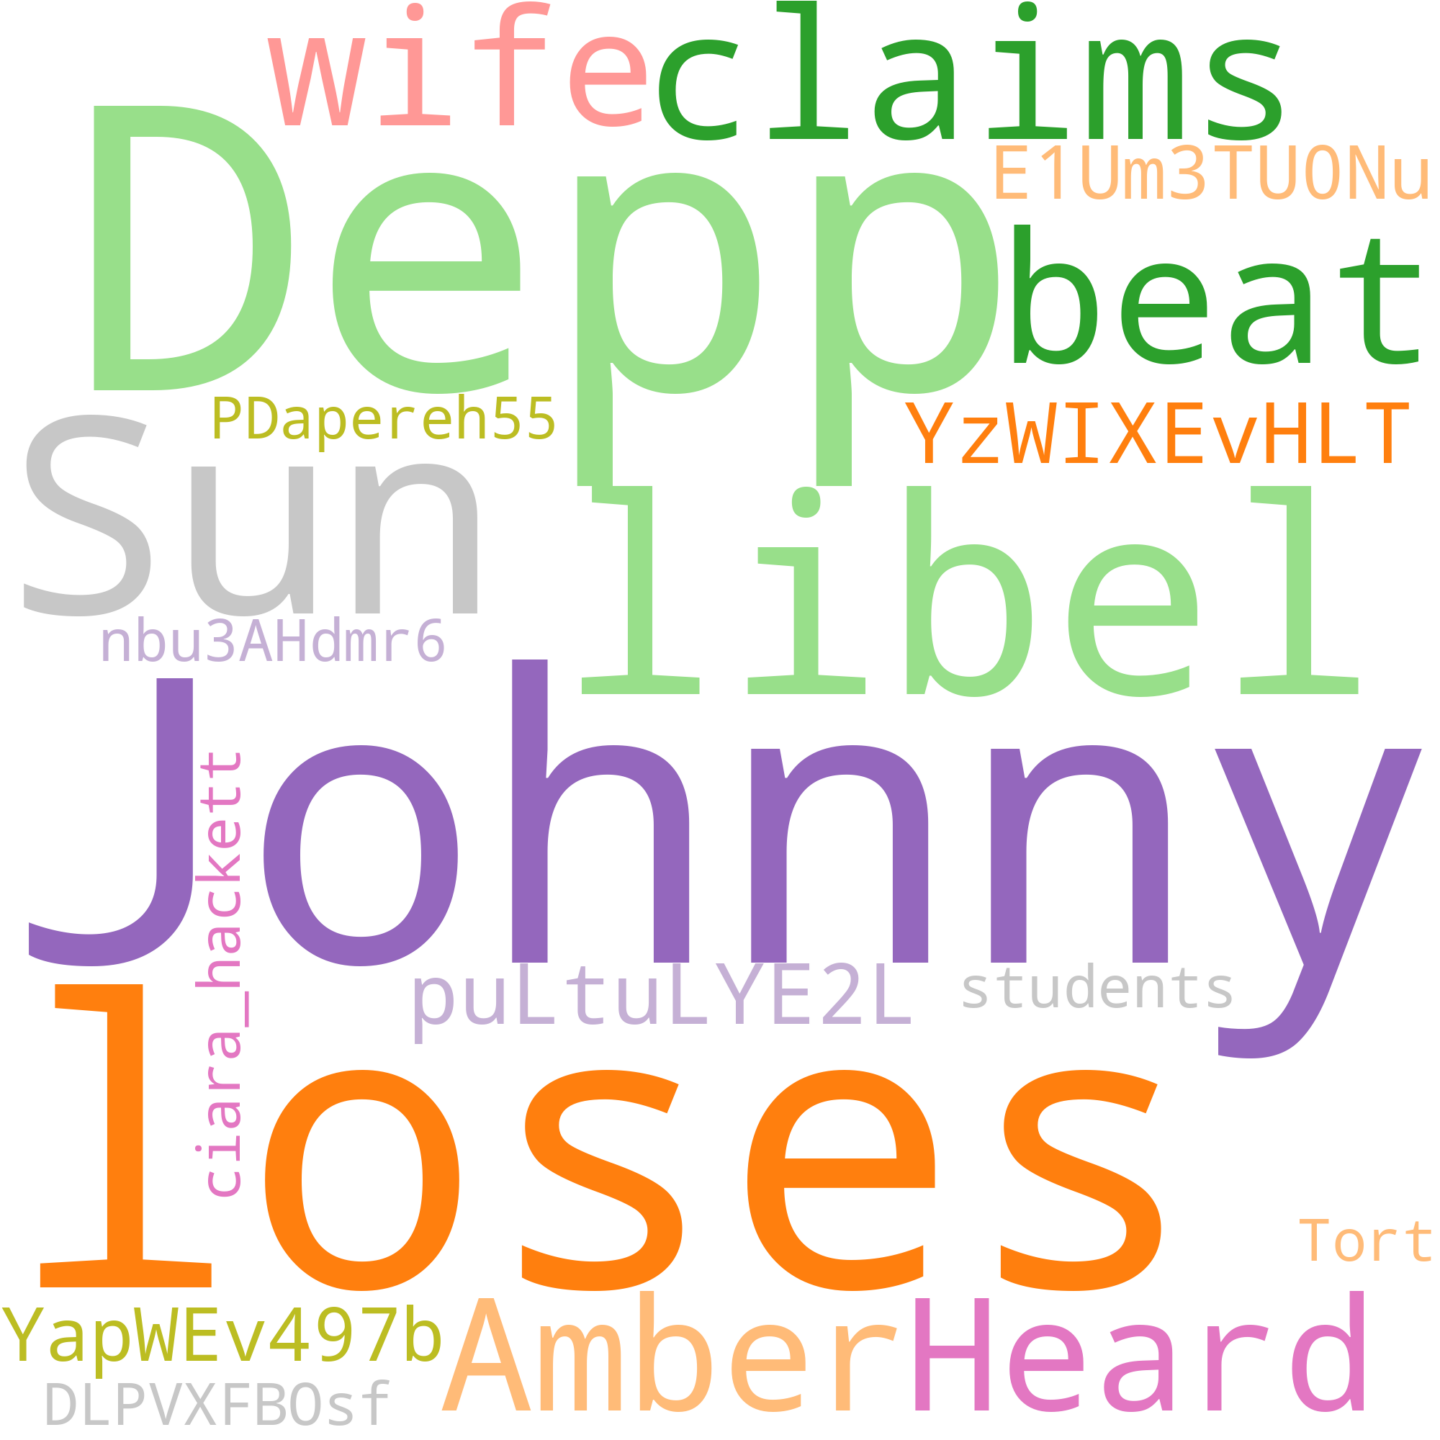 wife claims
E1Um3TU0Nu
Depp
beat
PDapereh55
YzWIXEvHLT
Sun
libel
nbu3AHdmr6
Johnny
ciara_hackett
puLtuLYE2L
students
loses
Tort
YapWEv497b
Amber Heard
DLPVXFBOsf